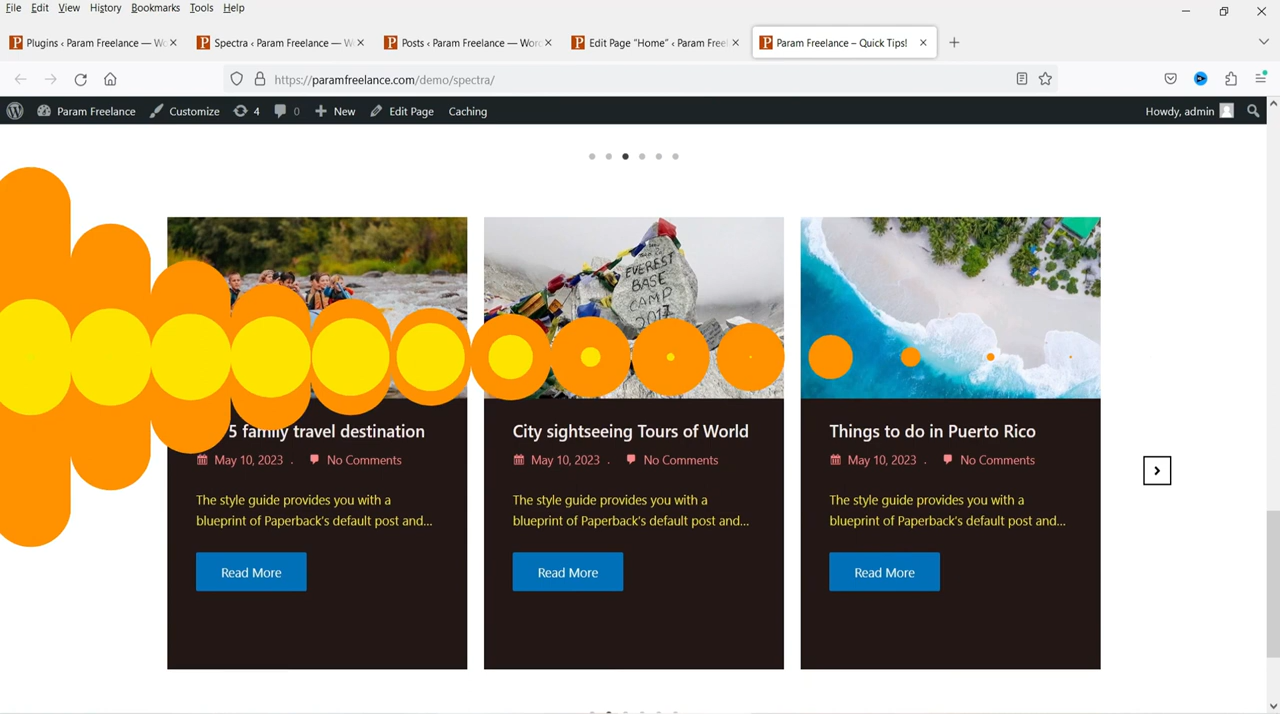 File Edit View History Bookmarks Tools Help
Plugins ‹ Param Freelance — Wo
Spectra ‹ Param Freelance — W
Posts ‹ Param Freelance — Word
Edit Page "Home" ‹ Param Free
Param Freelance – Quick Tips!
https://paramfreelance.com/demo/spectra/
Param Freelance Customize 4 0 New Edit Page Caching Howdy, admin
EVEREST
BASE
CAMP
2017
5 family travel destination
May 10, 2023 . No Comments
The style guide provides you with a
blueprint of Paperback's default post and...
Read More
City sightseeing Tours of World
May 10, 2023 . No Comments
The style guide provides you with a
blueprint of Paperback's default post and...
Read More
Things to do in Puerto Rico
May 10, 2023 . No Comments
The style guide provides you with a
blueprint of Paperback's default post and...
Read More